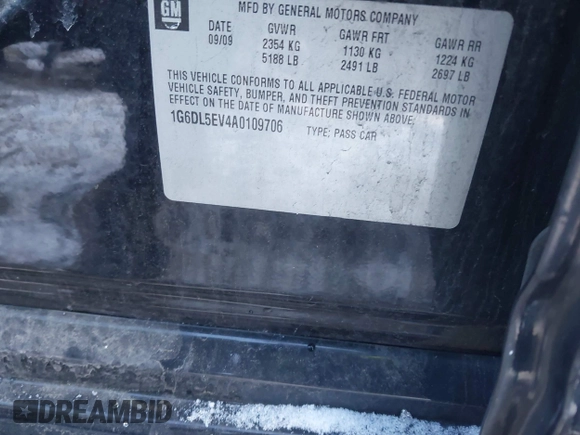 GM
MFD BY GENERAL MOTORS COMPANY
DATE GVWR GAWR FRT GAWR RR
09/09 2354 KG 1130 KG 1224 KG
5188 LB 2491 LB 2697 LB
THIS VEHICLE CONFORMS TO ALL APPLICABLE U.S. FEDERAL MOTOR
VEHICLE SAFETY, BUMPER, AND THEFT PREVENTION STANDARDS IN
EFFECT ON THE DATE OF MANUFACTURE SHOWN ABOVE.
1G6DL5EV4A0109706 TYPE: PASS CAR
DREAMBID